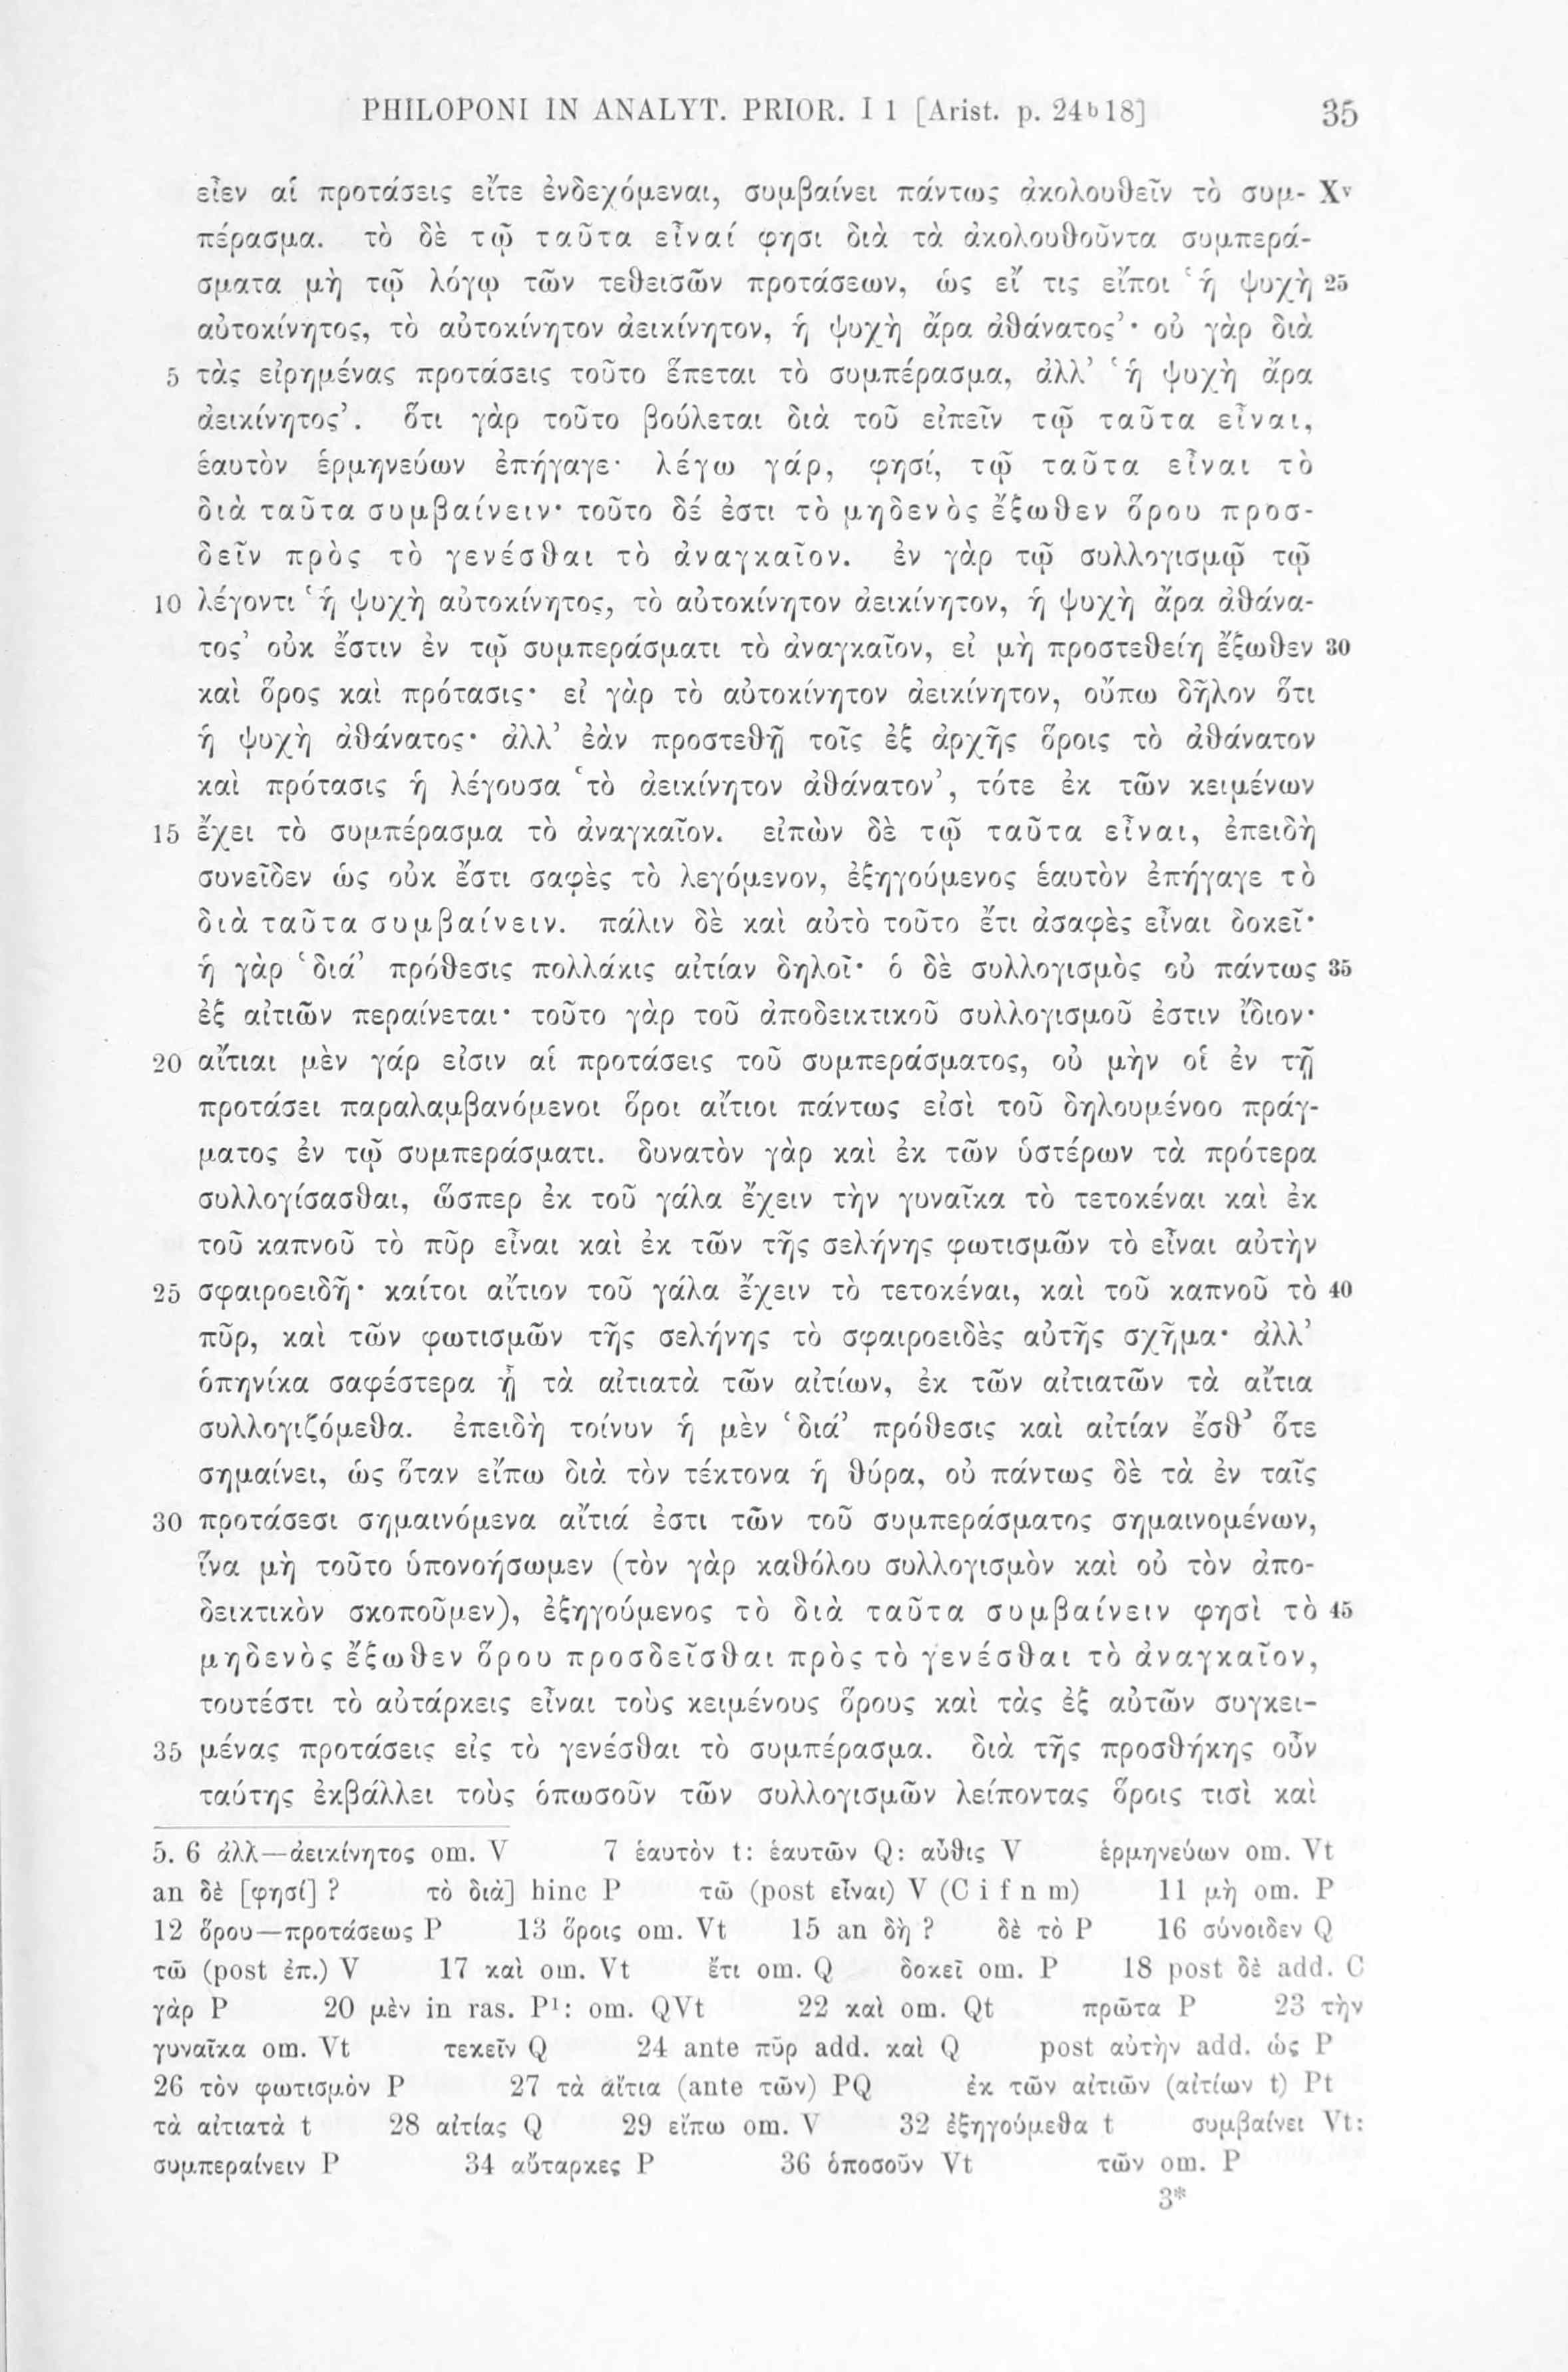 PHILOPONI IN ANALYT. PRIOR. I 1 [Arist. p. 24b18] 35
εἶεν αἱ προτάσεις εἴτε ἐνδεχόμεναι, συμβαίνει πάντως ἀκολουθεῖν τὸ συμ- Xv
πέρασμα. τὸ δὲ τῷ ταῦτα εἶναί φησι διὰ τὰ ἀκολουθοῦντα συμπερά-
σματα μὴ τῷ λόγῳ τῶν τεθεισῶν προτάσεων, ὡς εἴ τις εἴποι ‘ἡ ψυχὴ 25
αὐτοκίνητος, τὸ αὐτοκίνητον ἀεικίνητον, ἡ ψυχὴ ἄρα ἀθάνατος’· οὐ γὰρ διὰ
5 τὰς εἰρημένας προτάσεις τοῦτο ἕπεται τὸ συμπέρασμα, ἀλλ’ ‘ἡ ψυχὴ ἄρα
ἀεικίνητος’. ὅτι γὰρ τοῦτο βούλεται διὰ τοῦ εἰπεῖν τῷ ταῦτα εἶναι,
ἑαυτὸν ἑρμηνεύων ἐπήγαγε· λέγω γάρ, φησί, τῷ ταῦτα εἶναι τὸ
διὰ ταῦτα συμβαίνειν· τοῦτο δέ ἐστι τὸ μηδενὸς ἔξωθεν ὅρου προσ-
δεῖν πρὸς τὸ γενέσθαι τὸ ἀναγκαῖον. ἐν γὰρ τῷ συλλογισμῷ τῷ
10 λέγοντι ‘ἡ ψυχὴ αὐτοκίνητος, τὸ αὐτοκίνητον ἀεικίνητον, ἡ ψυχὴ ἄρα ἀθάνα-
τος’ οὐκ ἔστιν ἐν τῷ συμπεράσματι τὸ ἀναγκαῖον, εἰ μὴ προστεθείη ἔξωθεν 30
καὶ ὅρος καὶ πρότασις· εἰ γὰρ τὸ αὐτοκίνητον ἀεικίνητον, οὔπω δῆλον ὅτι
ἡ ψυχὴ ἀθάνατος· ἀλλ’ ἐὰν προστεθῇ τοῖς ἐξ ἀρχῆς ὅροις τὸ ἀθάνατον
καὶ πρότασις ἡ λέγουσα ‘τὸ ἀεικίνητον ἀθάνατον’, τότε ἐκ τῶν κειμένων
15 ἔχει τὸ συμπέρασμα τὸ ἀναγκαῖον. εἰπὼν δὲ τῷ ταῦτα εἶναι, ἐπειδὴ
συνεῖδεν ὡς οὐκ ἔστι σαφὲς τὸ λεγόμενον, ἐξηγούμενος ἑαυτὸν ἐπήγαγε τὸ
διὰ ταῦτα συμβαίνειν. πάλιν δὲ καὶ αὐτὸ τοῦτο ἔτι ἀσαφὲς εἶναι δοκεῖ·
ἡ γὰρ ‘διά’ πρόθεσις πολλάκις αἰτίαν δηλοῖ· ὁ δὲ συλλογισμὸς οὐ πάντως 35
ἐξ αἰτιῶν περαίνεται· τοῦτο γὰρ τοῦ ἀποδεικτικοῦ συλλογισμοῦ ἐστιν ἴδιον·
20 αἴτιαι μὲν γάρ εἰσιν αἱ προτάσεις τοῦ συμπεράσματος, οὐ μὴν οἱ ἐν τῇ
προτάσει παραλαμβανόμενοι ὅροι αἴτιοι πάντως εἰσὶ τοῦ δηλουμένοο πράγ-
ματος ἐν τῷ συμπεράσματι. δυνατὸν γὰρ καὶ ἐκ τῶν ὑστέρων τὰ πρότερα
συλλογίσασθαι, ὥσπερ ἐκ τοῦ γάλα ἔχειν τὴν γυναῖκα τὸ τετοκέναι καὶ ἐκ
τοῦ καπνοῦ τὸ πῦρ εἶναι καὶ ἐκ τῶν τῆς σελήνης φωτισμῶν τὸ εἶναι αὐτὴν
25 σφαιροειδῆ· καίτοι αἴτιον τοῦ γάλα ἔχειν τὸ τετοκέναι, καὶ τοῦ καπνοῦ τὸ 40
πῦρ, καὶ τῶν φωτισμῶν τῆς σελήνης τὸ σφαιροειδὲς αὐτῆς σχῆμα· ἀλλ’
ὁπηνίκα σαφέστερα ᾖ τὰ αἰτιατὰ τῶν αἰτίων, ἐκ τῶν αἰτιατῶν τὰ αἴτια
συλλογιζόμεθα. ἐπειδὴ τοίνυν ἡ μὲν ‘διά’ πρόθεσις καὶ αἰτίαν ἔσθ’ ὅτε
σημαίνει, ὡς ὅταν εἴπω διὰ τὸν τέκτονα ἡ θύρα, οὐ πάντως δὲ τὰ ἐν ταῖς
30 προτάσεσι σημαινόμενα αἴτιά ἐστι τῶν τοῦ συμπεράσματος σημαινομένων,
ἵνα μὴ τοῦτο ὑπονοήσωμεν (τὸν γὰρ καθόλου συλλογισμὸν καὶ οὐ τὸν ἀπο-
δεικτικὸν σκοποῦμεν), ἐξηγούμενος τὸ διὰ ταῦτα συμβαίνειν φησὶ τὸ 45
μηδενὸς ἔξωθεν ὅρου προσδεῖσθαι πρὸς τὸ γενέσθαι τὸ ἀναγκαῖον,
τουτέστι τὸ αὐτάρκεις εἶναι τοὺς κειμένους ὅρους καὶ τὰς ἐξ αὐτῶν συγκει-
35 μένας προτάσεις εἰς τὸ γενέσθαι τὸ συμπέρασμα. διὰ τῆς προσθήκης οὖν
ταύτης ἐκβάλλει τοὺς ὁπωσοῦν τῶν συλλογισμῶν λείποντας ὅροις τισὶ καὶ
5. 6 ἀλλ—ἀεικίνητος om. V 7 ἑαυτὸν t: ἑαυτῶν Q: αὖθις V ἑρμηνεύων om. Vt
an δὲ [φησί]? τὸ διὰ] hinc P τῶ (post εἶναι) V (C i f n m) 11 μὴ om. P
12 ὅρου—προτάσεως P 13 ὅροις om. Vt 15 an δὴ? δὲ τὸ P 16 σύνοιδεν Q
τῶ (post ἐπ.) V 17 καὶ om. Vt ἔτι om. Q δοκεῖ om. P 18 post δὲ add. C
γὰρ P 20 μὲν in ras. P1: om. QVt 22 καὶ om. Qt πρῶτα P 23 τὴν
γυναῖκα om. Vt τεκεῖν Q 24 ante πῦρ add. καὶ Q post αὐτὴν add. ὡς P
26 τὸν φωτισμὸν P 27 τὰ αἴτια (ante τῶν) PQ ἐκ τῶν αἰτιῶν (αἰτίων t) Pt
τὰ αἰτιατὰ t 28 αἰτίας Q 29 εἴπω om. V 32 ἐξηγούμεθα t συμβαίνει Vt:
συμπεραίνειν P 34 αὔταρκες P 36 ὁποσοῦν Vt τῶν om. P
3*